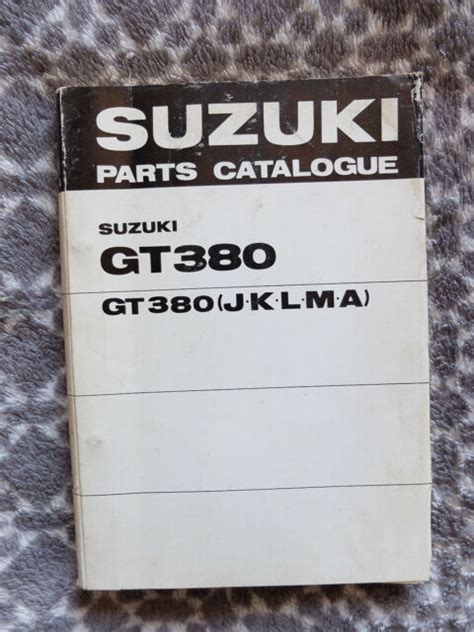 SUZUKI
PARTS CATALOGUE
SUZUKI
GT380
GT380(J·K·L·M·A)